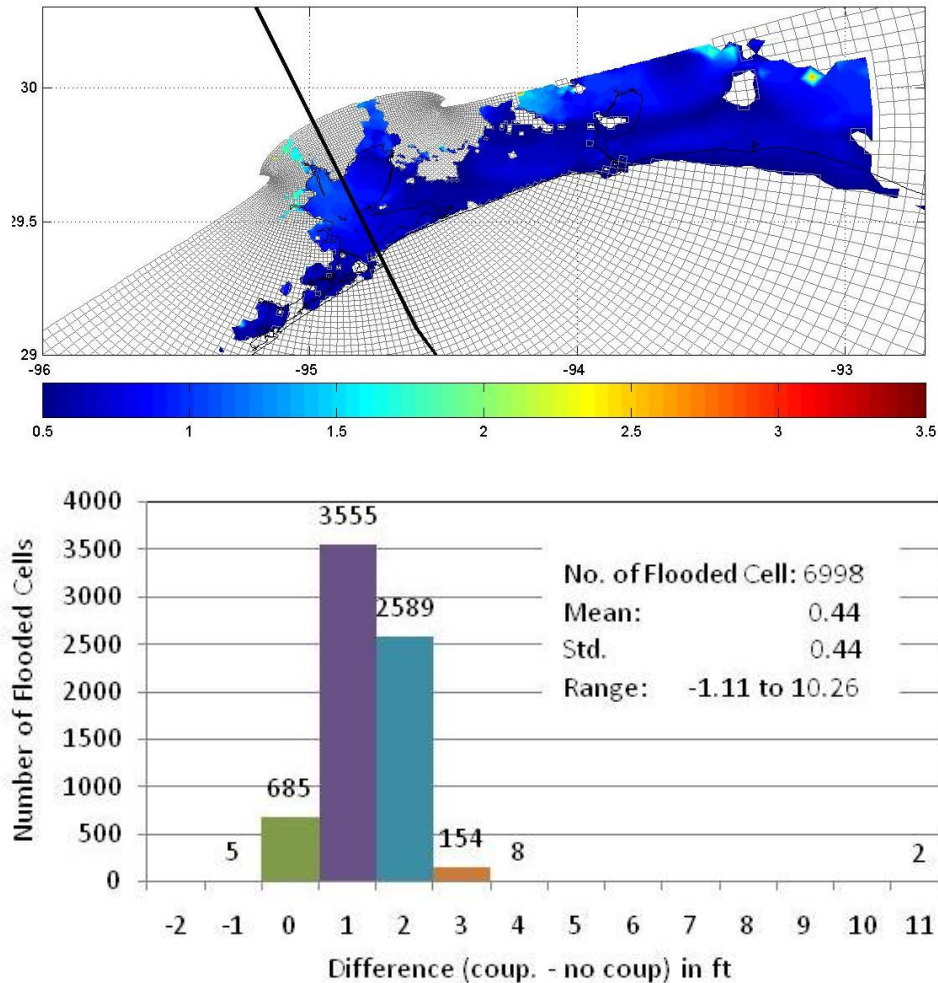 30
29.5
29
-96
-95
-94
-93
0.5 1 1.5 2 2.5 3 3.5
Number of Flooded Cells
4000
3500
3000
2500
2000
1500
1000
500
0
5
685
3555
2589
154
8
2
No. of Flooded Cell: 6998
Mean: 0.44
Std. 0.44
Range: -1.11 to 10.26
-2 -1 0 1 2 3 4 5 6 7 8 9 10 11
Difference (coup. - no coup) in ft